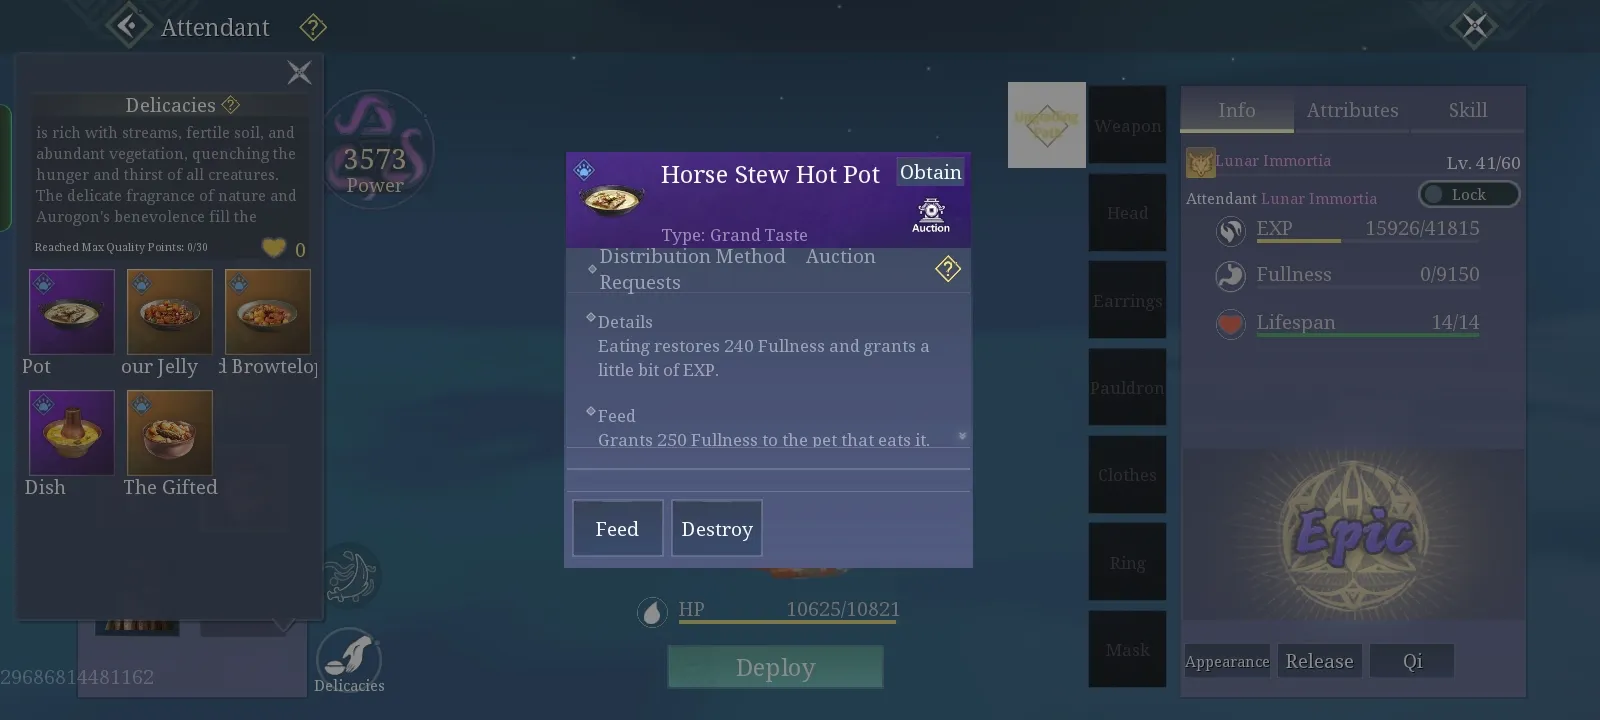 Attendant
Delicacies
is rich with streams, fertile soil, and
abundant vegetation, quenching the
hunger and thirst of all creatures.
The delicate fragrance of nature and
Aurogon's benevolence fill the
Reached Max Quality Points: 0/30
0
Pot
our Jelly
d Browtelop
Dish
The Gifted
29686814481162
3573
Power
Delicacies
Horse Stew Hot Pot
Obtain
Auction
Type: Grand Taste
Distribution Method Auction
Requests
Details
Eating restores 240 Fullness and grants a
little bit of EXP.
Feed
Grants 250 Fullness to the pet that eats it.
Feed
Destroy
HP 10625/10821
Deploy
Upgrading
Path
Weapon
Head
Earrings
Pauldron
Clothes
Ring
Mask
Info
Attributes
Skill
Lunar Immortia
Lv. 41/60
Attendant Lunar Immortia
Lock
EXP 15926/41815
Fullness 0/9150
Lifespan 14/14
Epic
Appearance
Release
Qi